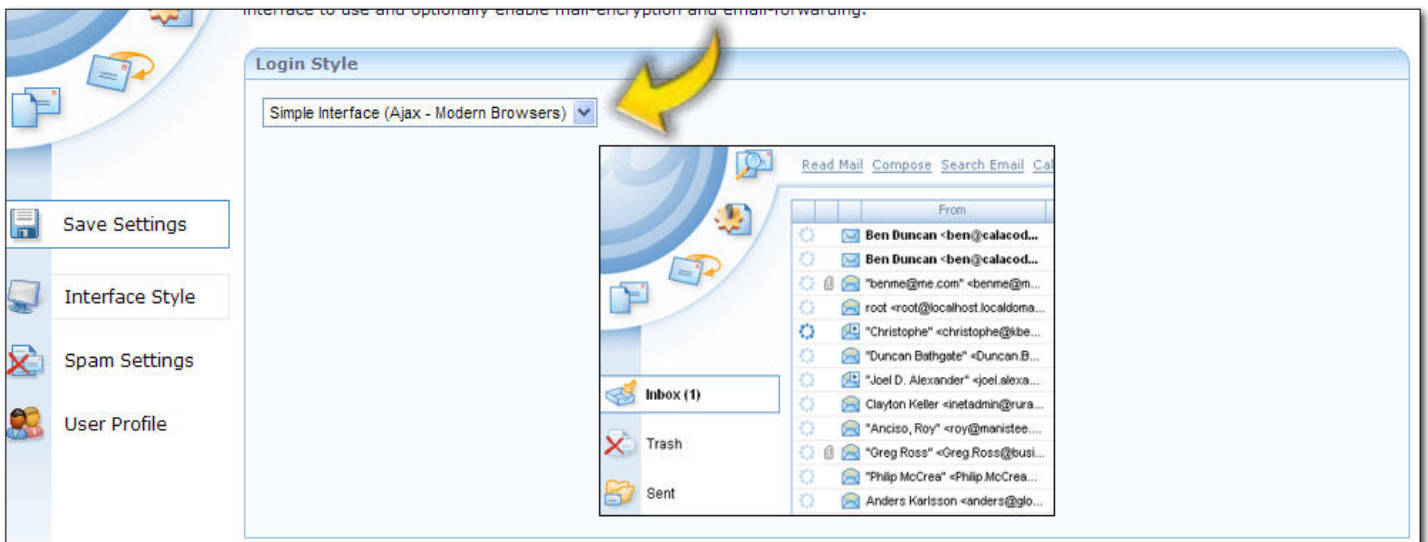 interface to use and optionally enable mail-encryption and email-forwarding.
Login Style
Simple Interface (Ajax - Modern Browsers)
Save Settings
Interface Style
Spam Settings
User Profile
Read Mail Compose Search Email Cal
From
Ben Duncan <ben@calacod...
Ben Duncan <ben@calacod...
"benme@me.com" <benme@m...
root <root@localhost.localdoma...
"Christophe" <christophe@kbe...
"Duncan Bathgate" <Duncan.B...
"Joel D. Alexander" <joel.alexa...
Clayton Keller <inetadmin@rura...
"Anciso, Roy" <roy@manistee....
"Greg Ross" <Greg.Ross@busi...
"Philip McCrea" <Philip.McCrea...
Anders Karlsson <anders@glo...
Inbox (1)
Trash
Sent